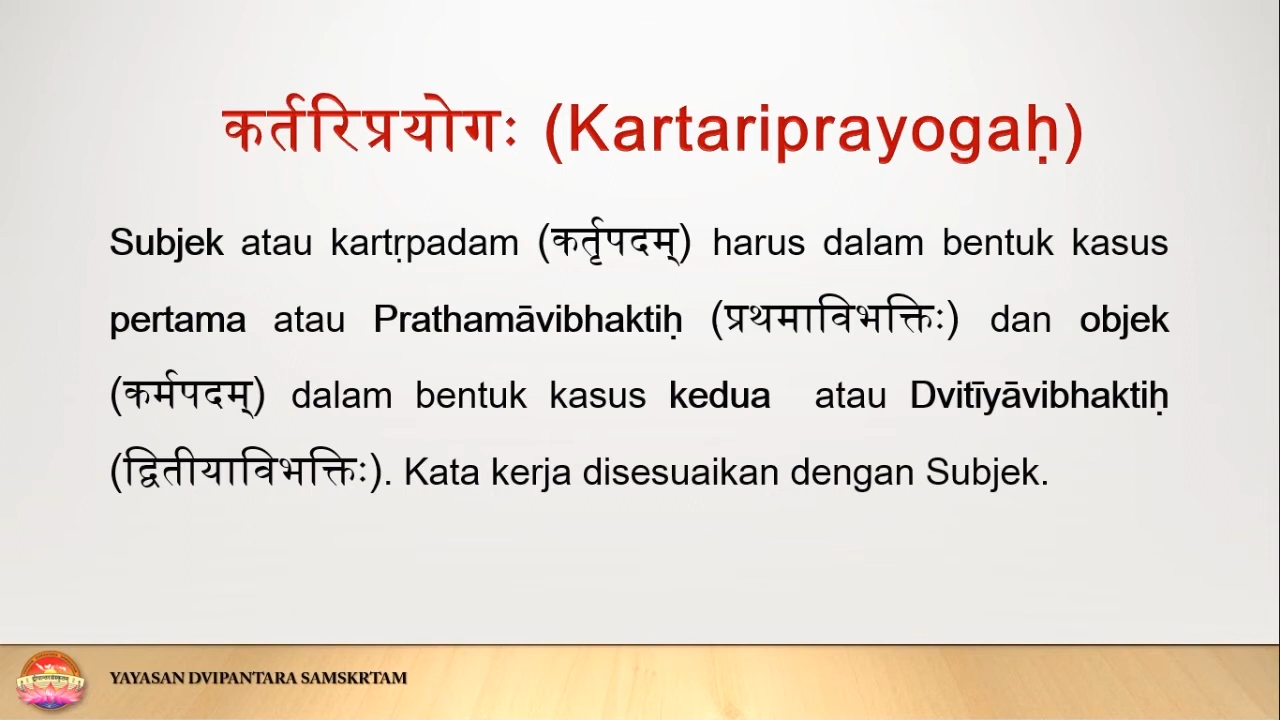 कर्तरिप्रयोगः (Kartariprayogaḥ)
Subjek atau kartṛpadam (कर्तृपदम्) harus dalam bentuk kasus
pertama atau Prathamāvibhaktiḥ (प्रथमाविभक्तिः) dan objek
(कर्मपदम्) dalam bentuk kasus kedua atau Dvitīyāvibhaktiḥ
(द्वितीयाविभक्तिः). Kata kerja disesuaikan dengan Subjek.
YAYASAN DVIPANTARA SAMSKRTAM